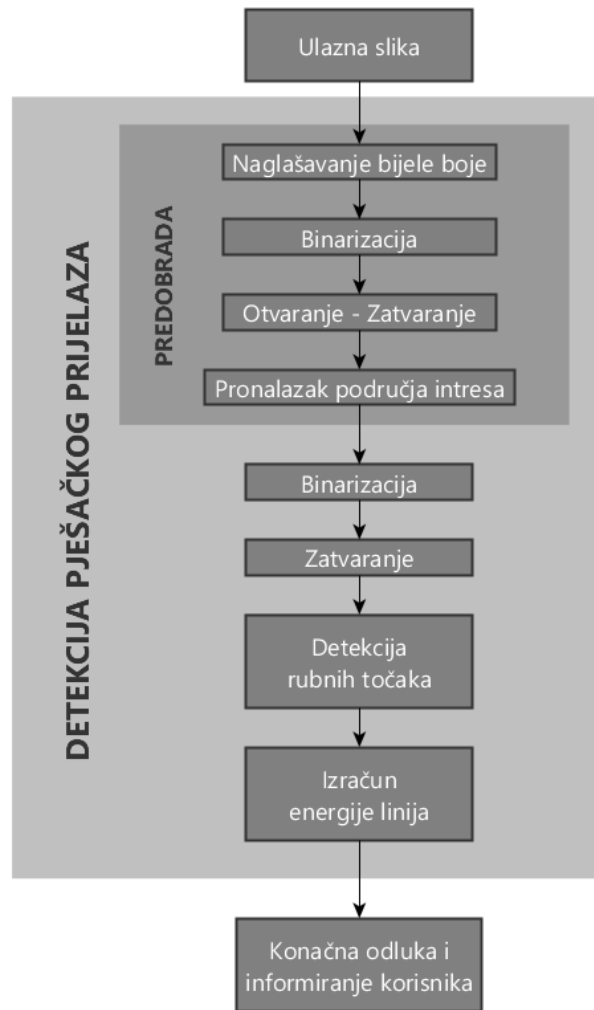 Ulazna slika
DETEKCIJA PJEŠAČKOG PRIJELAZA
PREDOBRADA
Naglašavanje bijele boje
Binarizacija
Otvaranje - Zatvaranje
Pronalazak područja intresa
Binarizacija
Zatvaranje
Detekcija
rubnih točaka
Izračun
energije linija
Konačna odluka i
informiranje korisnika